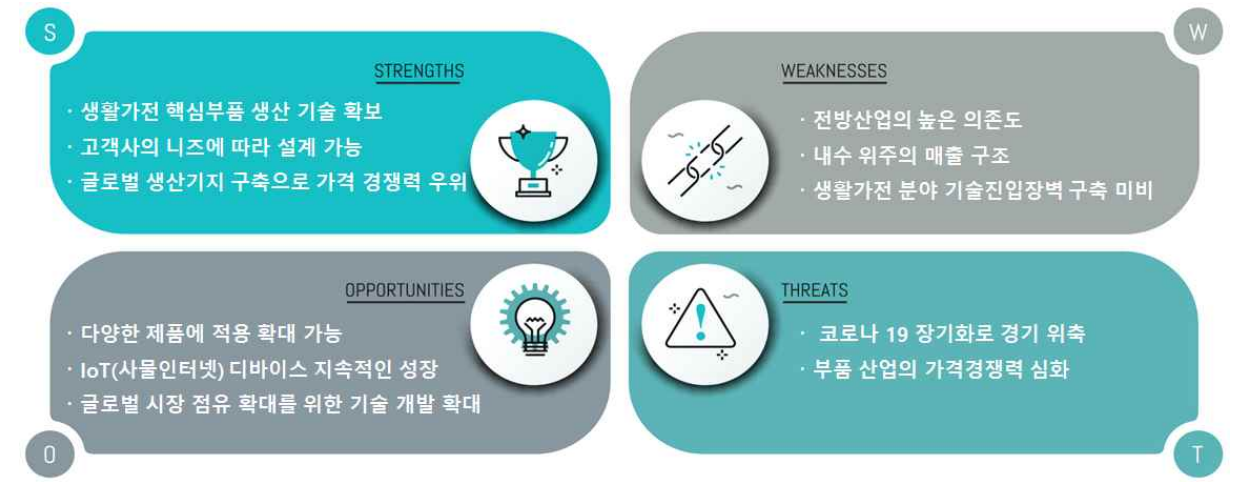 S
STRENGTHS
· 생활가전 핵심부품 생산 기술 확보
· 고객사의 니즈에 따라 설계 가능
· 글로벌 생산기지 구축으로 가격 경쟁력 우위
W
WEAKNESSES
· 전방산업의 높은 의존도
· 내수 위주의 매출 구조
· 생활가전 분야 기술진입장벽 구축 미비
OPPORTUNITIES
· 다양한 제품에 적용 확대 가능
· IoT(사물인터넷) 디바이스 지속적인 성장
· 글로벌 시장 점유 확대를 위한 기술 개발 확대
O
THREATS
· 코로나 19 장기화로 경기 위축
· 부품 산업의 가격경쟁력 심화
T